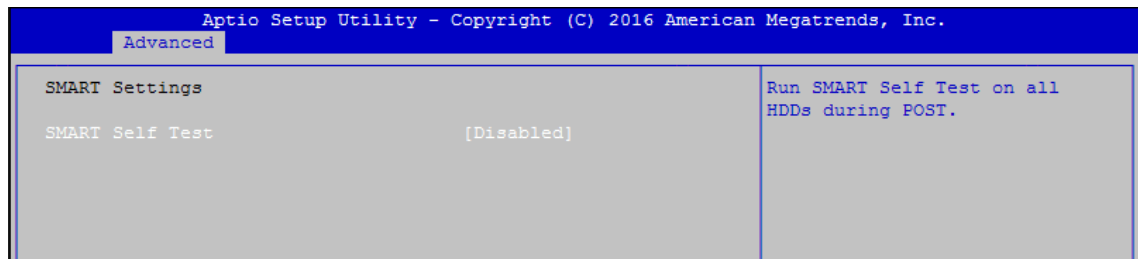 Aptio Setup Utility - Copyright (C) 2016 American Megatrends, Inc.
Advanced
SMART Settings
SMART Self Test [Disabled]
Run SMART Self Test on all
HDDs during POST.